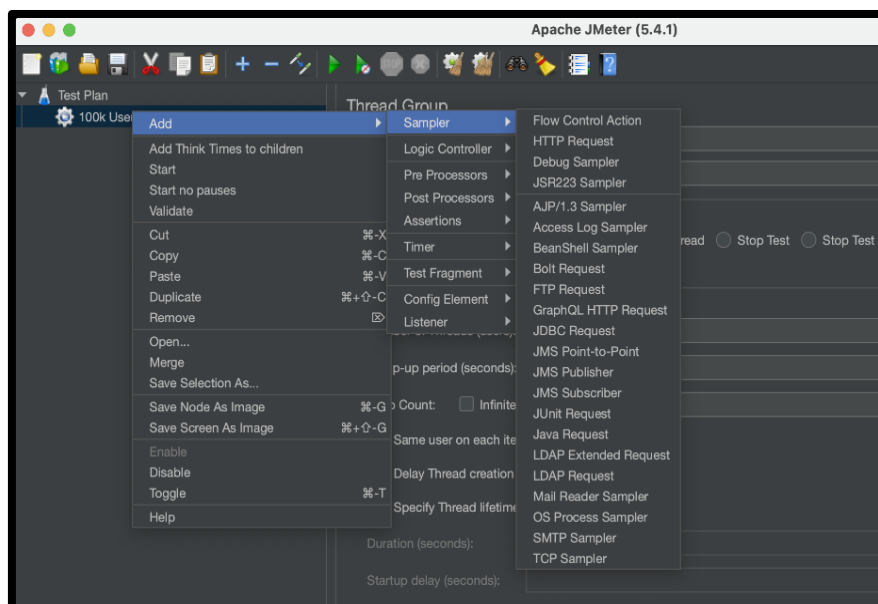 Apache JMeter (5.4.1)
Test Plan
100k Use
Thread Group
Add
Add Think Times to children
Start
Start no pauses
Validate
Cut ⌘-X
Copy ⌘-C
Paste ⌘-V
Duplicate ⌘+⇧-C
Remove ⌦
Open...
Merge
Save Selection As...
Save Node As Image ⌘-G
Save Screen As Image ⌘+⇧-G
Enable
Disable
Toggle ⌘-T
Help
Sampler
Logic Controller
Pre Processors
Post Processors
Assertions
Timer
Test Fragment
Config Element
Listener
Flow Control Action
HTTP Request
Debug Sampler
JSR223 Sampler
AJP/1.3 Sampler
Access Log Sampler
BeanShell Sampler
Bolt Request
FTP Request
GraphQL HTTP Request
JDBC Request
JMS Point-to-Point
JMS Publisher
JMS Subscriber
JUnit Request
Java Request
LDAP Extended Request
LDAP Request
Mail Reader Sampler
OS Process Sampler
SMTP Sampler
TCP Sampler
read Stop Test Stop Test
p-up period (seconds):
Count: Infinite
Same user on each ite
Delay Thread creation
Specify Thread lifetime
Duration (seconds):
Startup delay (seconds):